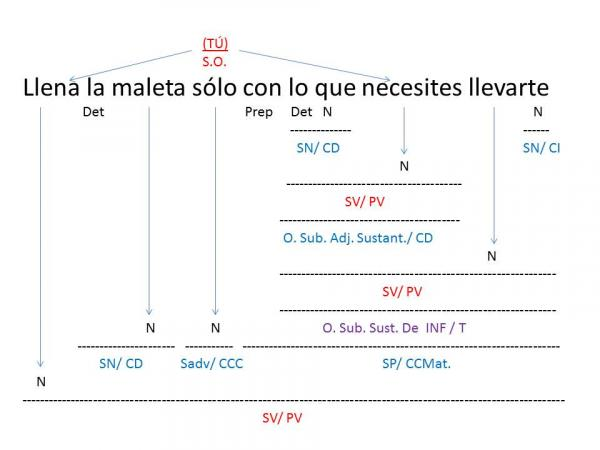 (TÚ)
S.O.
Llena la maleta sólo con lo que necesites llevarte
Det Prep Det N N
SN/ CD SN/ CI
N
SV/ PV
O. Sub. Adj. Sustant./ CD
N
SV/ PV
N N O. Sub. Sust. De INF / T
SN/ CD Sadv/ CCC SP/ CCMat.
N
SV/ PV